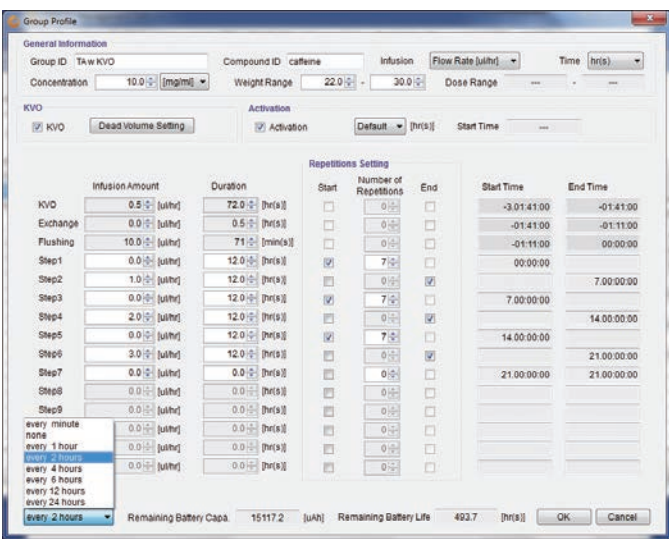 Group Profile
General Information
Group ID TA w KVO Compound ID caffeine Infusion Flow Rate [ul/hr] Time hr(s)
Concentration 10.0 [mg/ml] Weight Range 22.0 - 30.0 Dose Range --- - ---
KVO Activation
KVO Dead Volume Setting Activation Default [hr(s)] Start Time ---
Repetitions Setting
Infusion Amount Duration Start Number of Repetitions End Start Time End Time
KVO 0.5 [ul/hr] 72.0 [hr(s)] 0 -3.01:41:00 -01:41:00
Exchange 0.0 [ul/hr] 0.5 [hr(s)] 0 -01:41:00 -01:11:00
Flushing 10.0 [ul/hr] 71 [min(s)] 0 -01:11:00 00:00:00
Step1 0.0 [ul/hr] 12.0 [hr(s)] 7 00:00:00
Step2 1.0 [ul/hr] 12.0 [hr(s)] 0 7.00:00:00
Step3 0.0 [ul/hr] 12.0 [hr(s)] 7 7.00:00:00
Step4 2.0 [ul/hr] 12.0 [hr(s)] 0 14.00:00:00
Step5 0.0 [ul/hr] 12.0 [hr(s)] 7 14.00:00:00
Step6 3.0 [ul/hr] 12.0 [hr(s)] 0 21.00:00:00
Step7 0.0 [ul/hr] 0.0 [hr(s)] 0 21.00:00:00 21.00:00:00
Step8 0.0 [ul/hr] 0.0 [hr(s)] 0
Step9 0.0 [ul/hr] 0.0 [hr(s)] 0
0.0 [ul/hr] 0.0 [hr(s)] 0
0.0 [ul/hr] 0.0 [hr(s)] 0
0.0 [ul/hr] 0.0 [hr(s)] 0
every minute
none
every 1 hour
every 2 hours
every 4 hours
every 6 hours
every 12 hours
every 24 hours
every 2 hours Remaining Battery Capa. 15117.2 [uAh] Remaining Battery Life 493.7 [hr(s)] OK Cancel